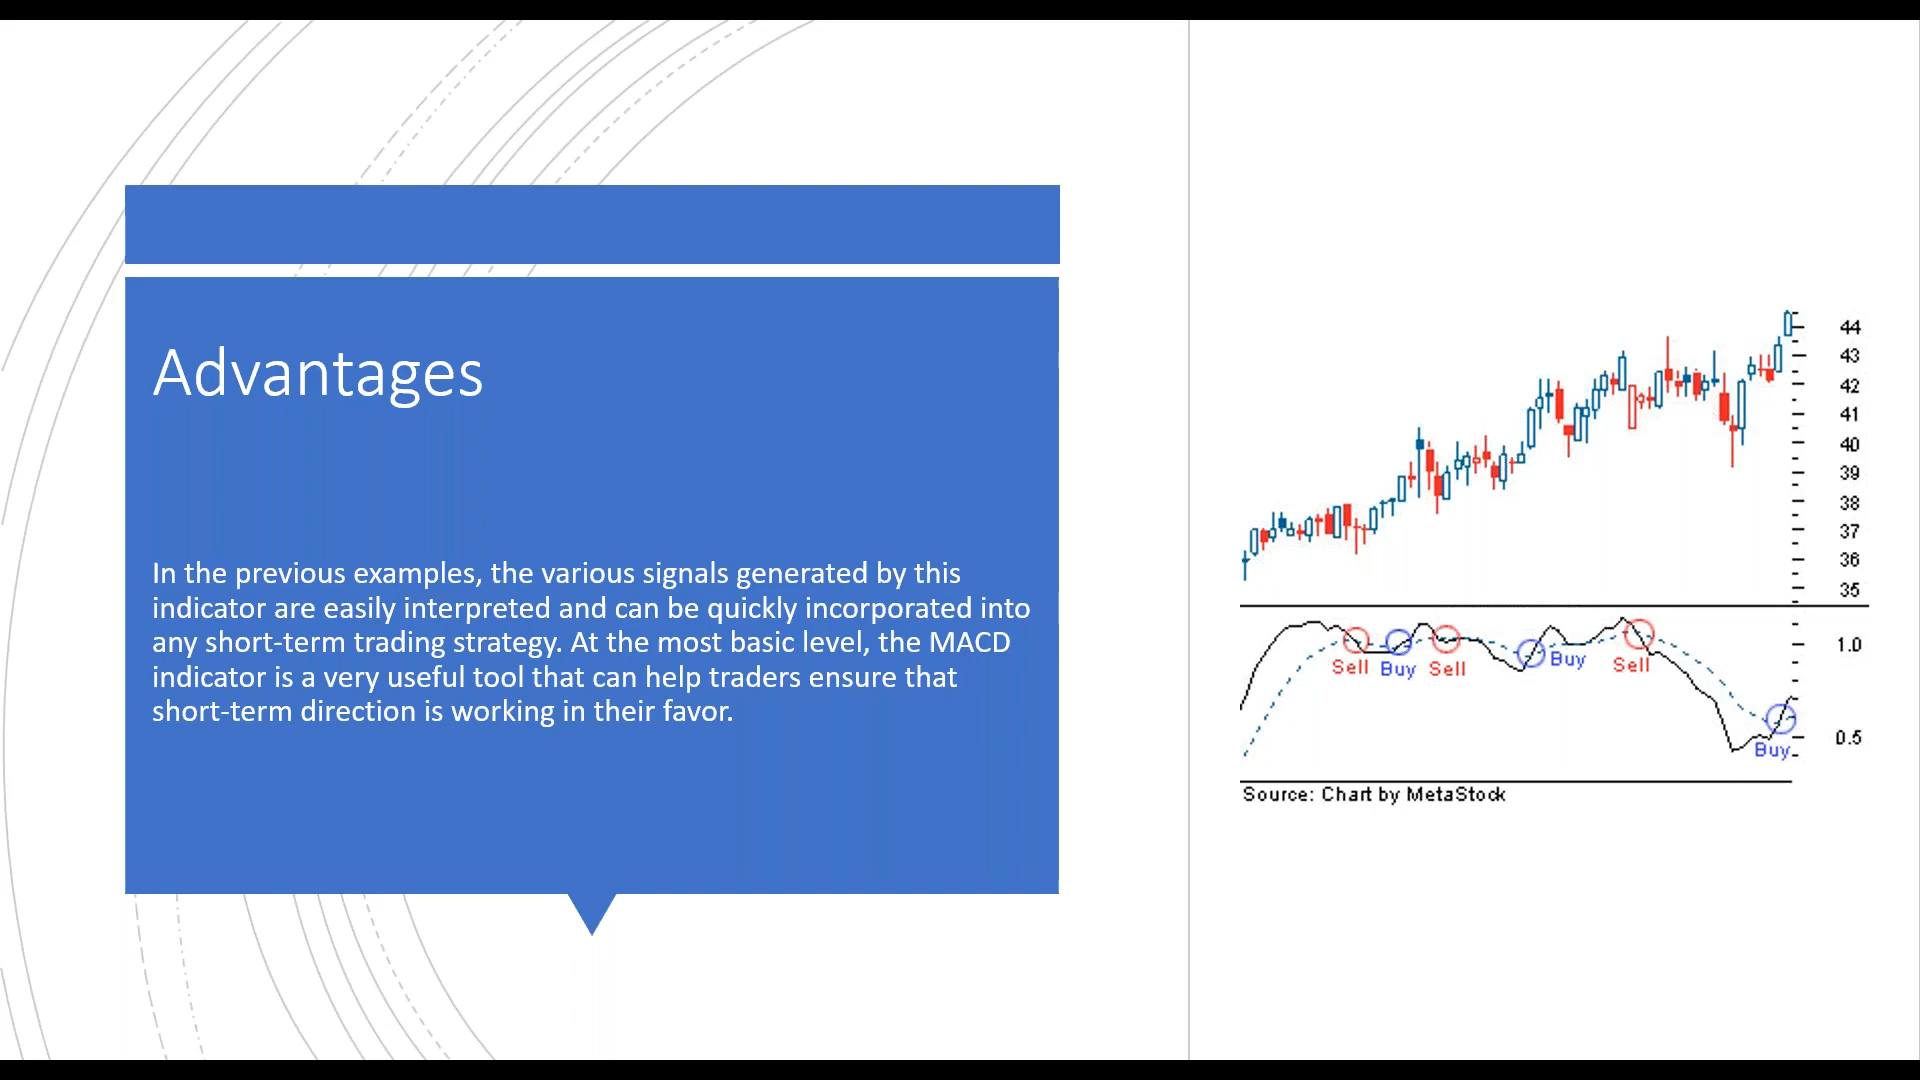 Advantages
In the previous examples, the various signals generated by this
indicator are easily interpreted and can be quickly incorporated into
any short-term trading strategy. At the most basic level, the MACD
indicator is a very useful tool that can help traders ensure that
short-term direction is working in their favor.
44
43
42
41
40
39
38
37
36
35
1.0
Sell
Buy
Sell
Buy
Sell
0.5
Buy
Source: Chart by MetaStock